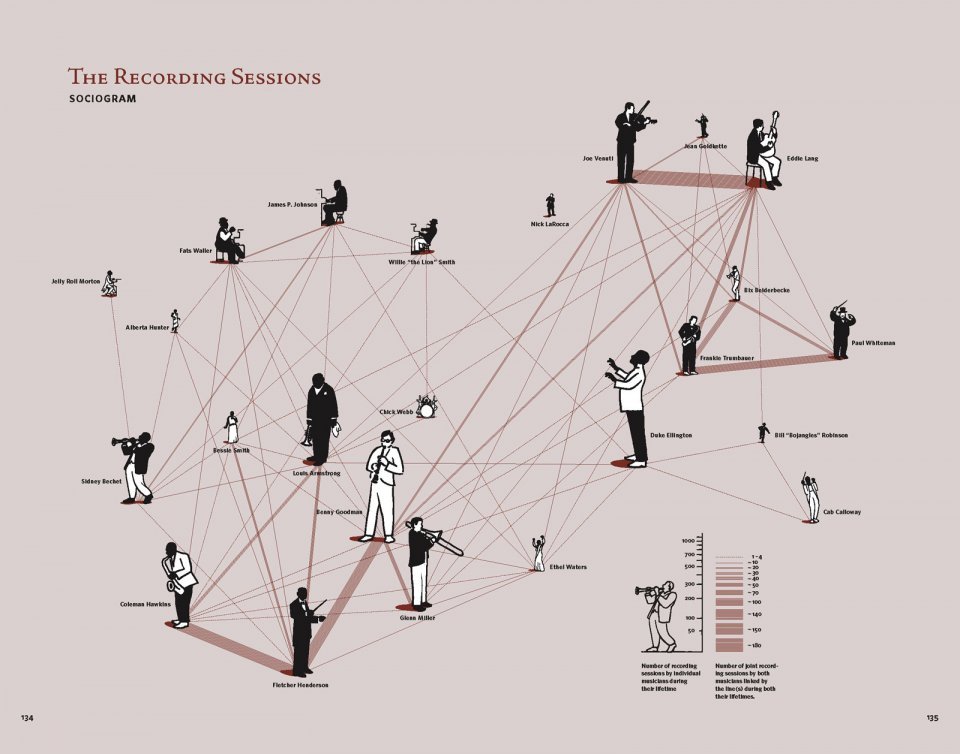 The Recording Sessions
SOCIOGRAM
Joe Venuti
Jean Goldkette
Eddie Lang
James P. Johnson
Nick LaRocca
Fats Waller
Willie "the Lion" Smith
Jelly Roll Morton
Bix Beiderbecke
Alberta Hunter
Paul Whiteman
Frankie Trumbauer
Chick Webb
Duke Ellington
Bill "Bojangles" Robinson
Bessie Smith
Louis Armstrong
Sidney Bechet
Benny Goodman
Cab Calloway
Ethel Waters
Coleman Hawkins
Glenn Miller
Fletcher Henderson
1000
700
500
300
200
100
50
1 – 4
~ 10
~ 20
~ 30
~ 40
~ 50
~ 70
~ 100
~ 140
~ 150
~ 180
Number of recording
sessions by individual
musicians during
their lifetime
Number of joint record-
ing sessions by both
musicians linked by
the line(s) during both
their lifetimes.
134
135